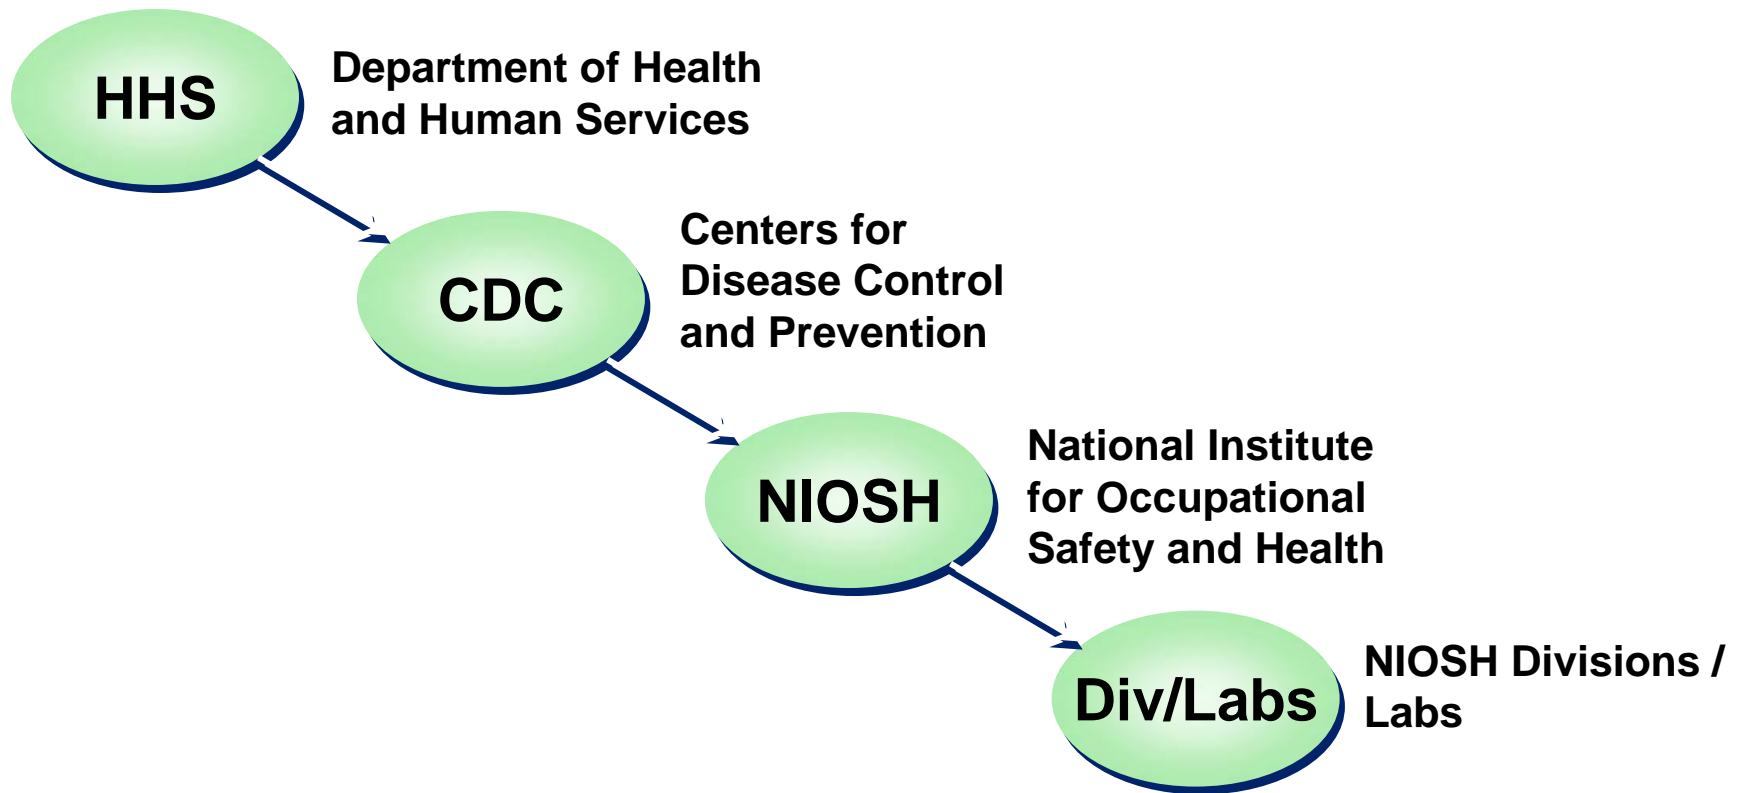 HHS
Department of Health
and Human Services
CDC
Centers for
Disease Control
and Prevention
NIOSH
National Institute
for Occupational
Safety and Health
Div/Labs
NIOSH Divisions /
Labs